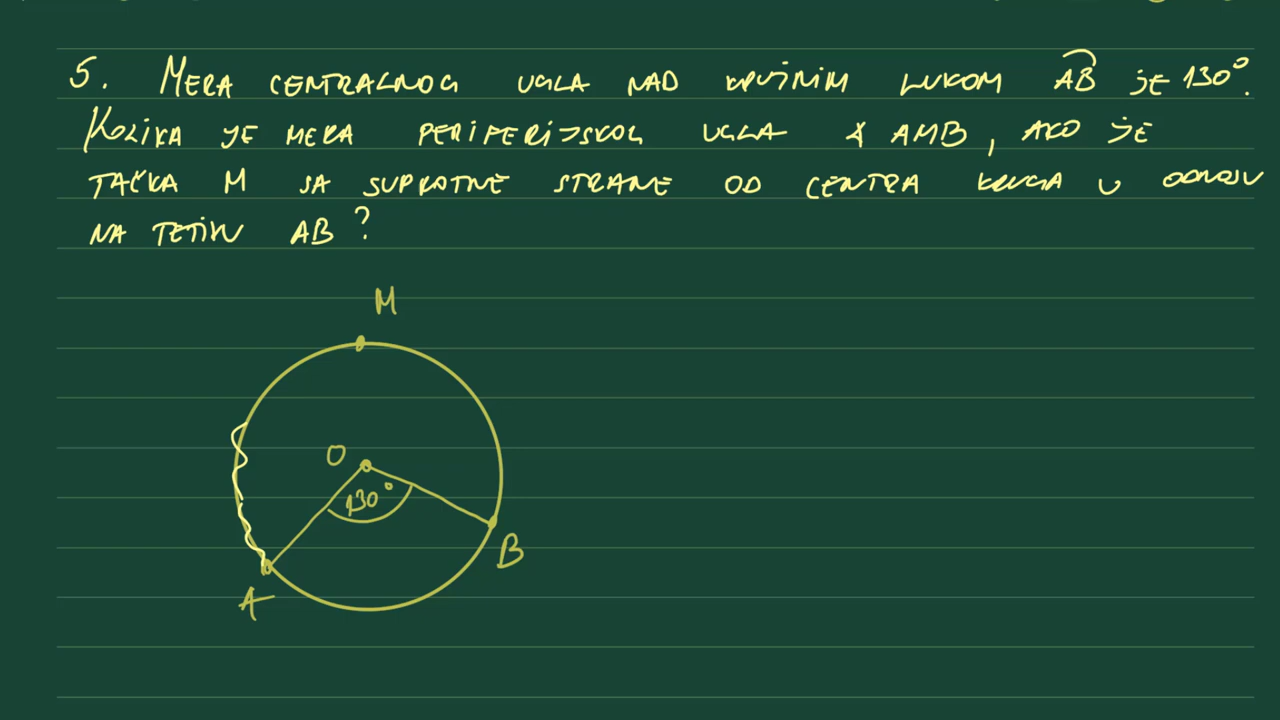 5. MERA CENTRALNOG UGLA NAD KRUŽNIM LUKOM AB JE 130°.
KOLIKA JE MERA PERIFERIJSKOG UGLA ∢ AMB, AKO JE
TAČKA M SA SUPROTNE STRANE OD CENTRA KRUGA U ODNOSU
NA TETIVU AB?
M
O
130°
B
A